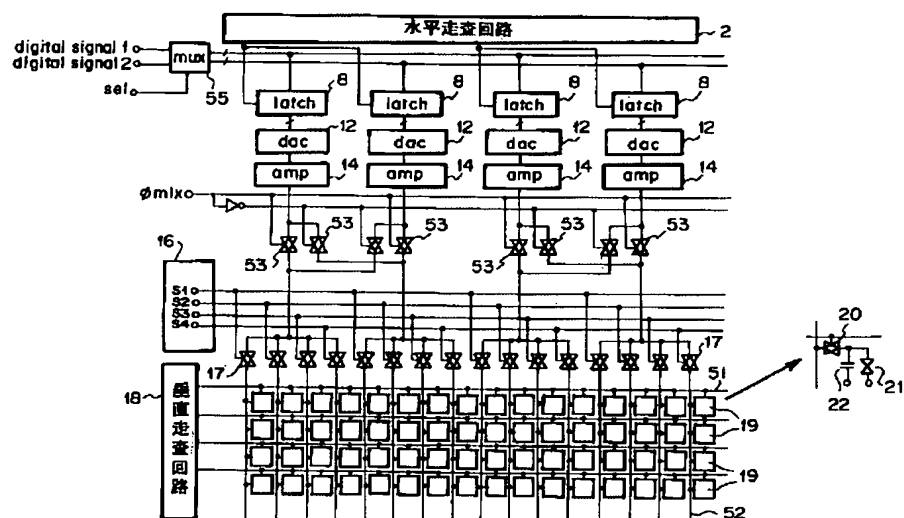 水平走査回路
2
digital signal 1
digital signal 2
mux
sel
55
8
8
8
8
latch
latch
latch
latch
12
12
12
12
dac
dac
dac
dac
14
14
14
14
amp
amp
amp
amp
φmix
53
53
53
53
53
53
53
16
S1
S2
S3
S4
17
17
20
21
22
18
垂直走査回路
51
19
19
19
52